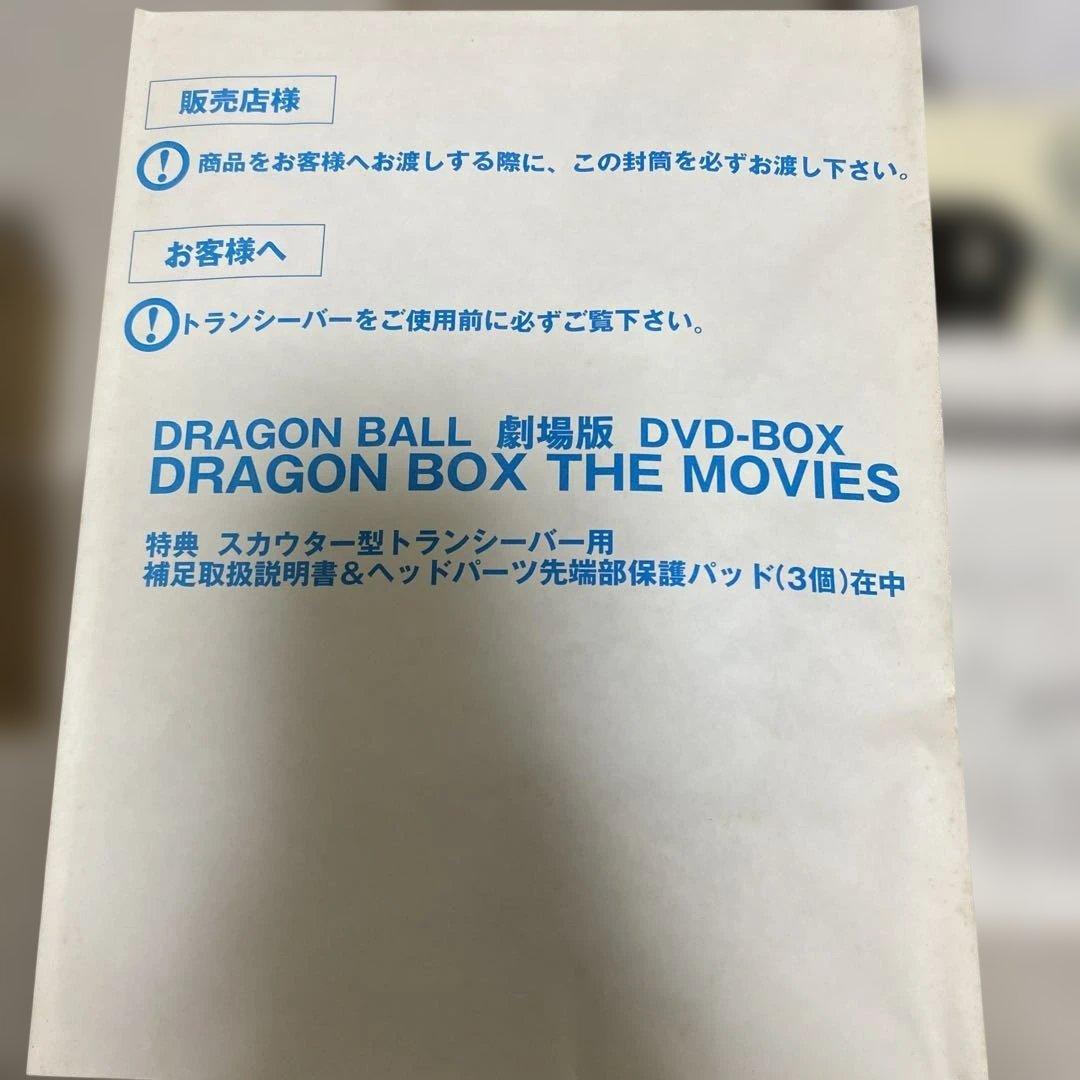 販売店様
! 商品をお客様へお渡しする際に、この封筒を必ずお渡し下さい。
お客様へ
! トランシーバーをご使用前に必ずご覧下さい。
DRAGON BALL 劇場版 DVD-BOX
DRAGON BOX THE MOVIES
特典 スカウター型トランシーバー用
補足取扱説明書&ヘッドパーツ先端部保護パッド(3個)在中